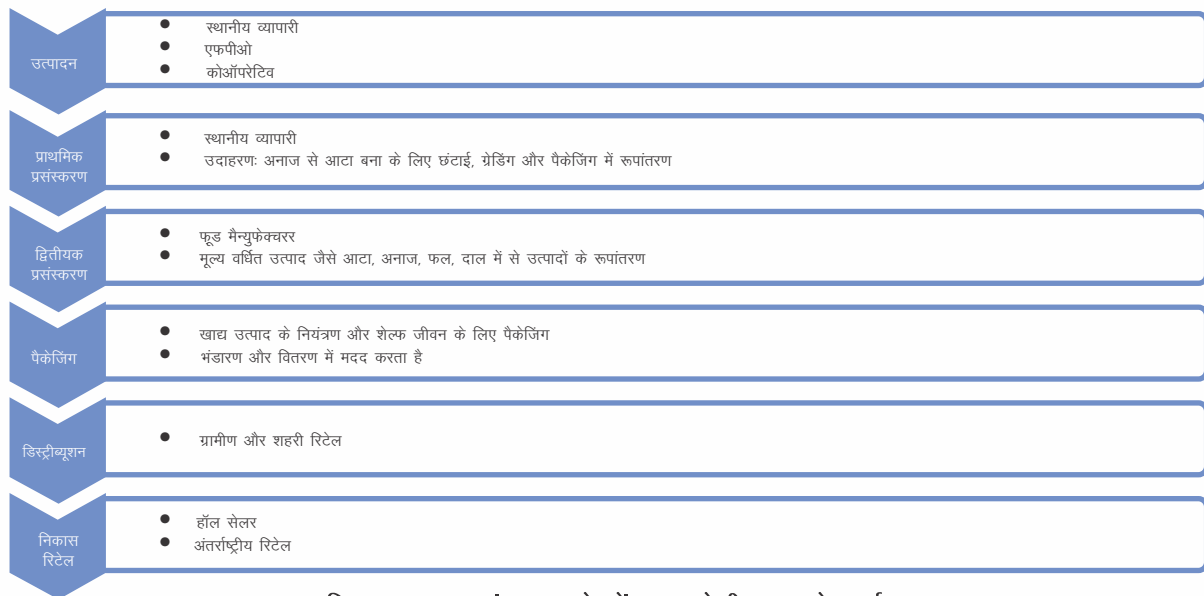 उत्पादन
स्थानीय व्यापारी
एफपीओ
कोऑपरेटिव
प्राथमिक
प्रसंस्करण
स्थानीय व्यापारी
उदाहरणः अनाज से आटा बना के लिए छंटाई, ग्रेडिंग और पैकेजिंग में रूपांतरण
द्वितीयक
प्रसंस्करण
फूड मैन्युफेक्चरर
मूल्य वर्धित उत्पाद जैसे आटा, अनाज, फल, दाल में से उत्पादों के रूपांतरण
पैकेजिंग
खाद्य उत्पाद के नियंत्रण और शेल्फ जीवन के लिए पैकेजिंग
भंडारण और वितरण में मदद करता है
डिस्ट्रीब्यूशन
ग्रामीण और शहरी रिटेल
निकास
रिटेल
हॉल सेलर
अंतर्राष्ट्रीय रिटेल